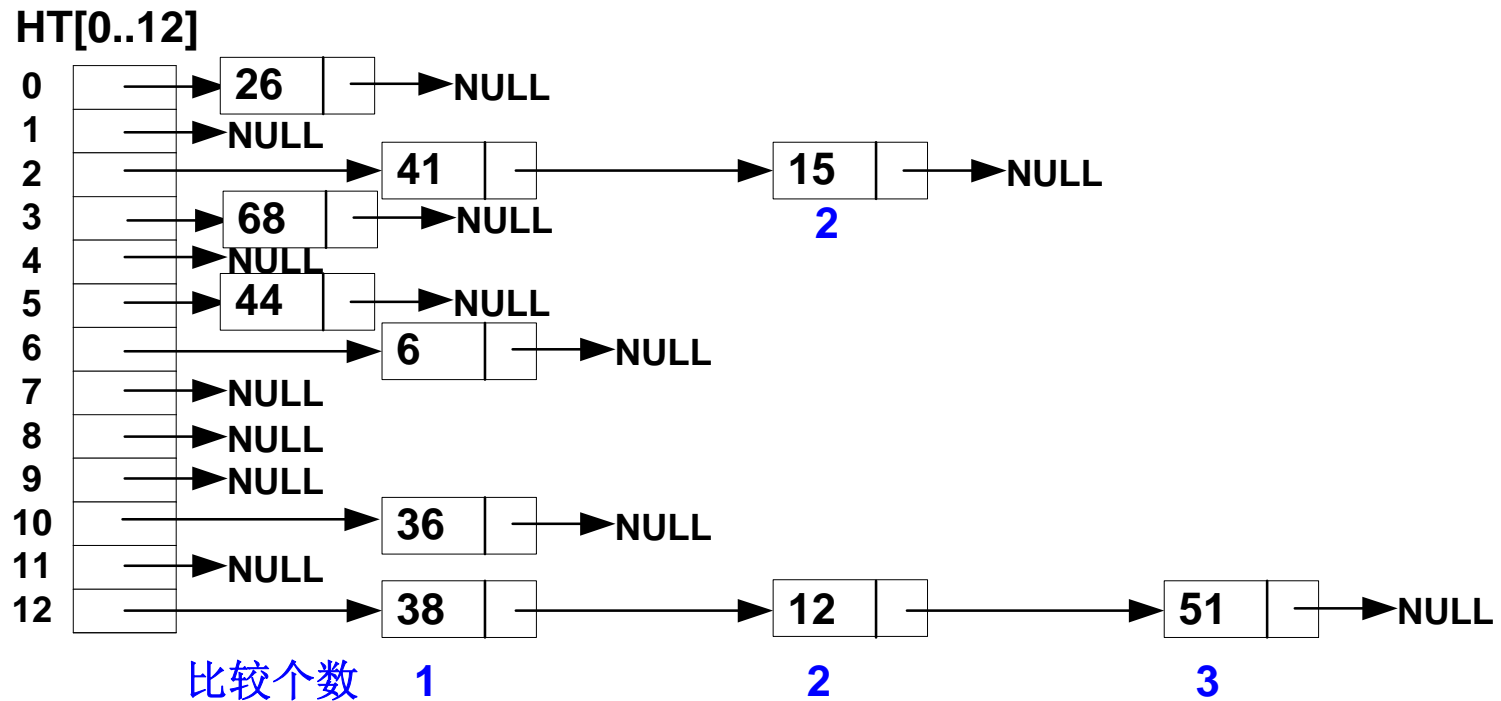 HT[0..12]
0 26 NULL
1 NULL
2 41 15 NULL
2
3 68 NULL
4 NULL
5 44 NULL
6 6 NULL
7 NULL
8 NULL
9 NULL
10 36 NULL
11 NULL
12 38 12 51 NULL
比较个数 1 2 3